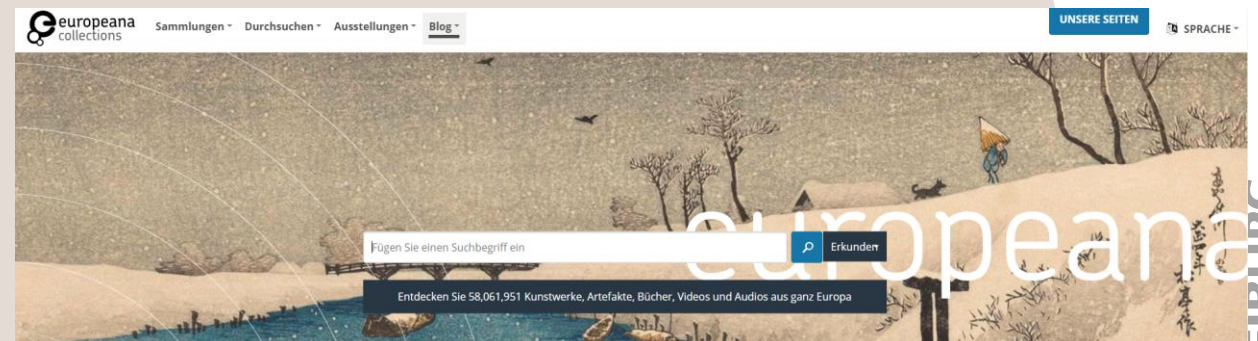 europeana
collections
Sammlungen
Durchsuchen
Ausstellungen
Blog
UNSERE SEITEN
SPRACHE
europeana
Fügen Sie einen Suchbegriff ein
Erkunden
Entdecken Sie 58,061,951 Kunstwerke, Artefakte, Bücher, Videos und Audios aus ganz Europa